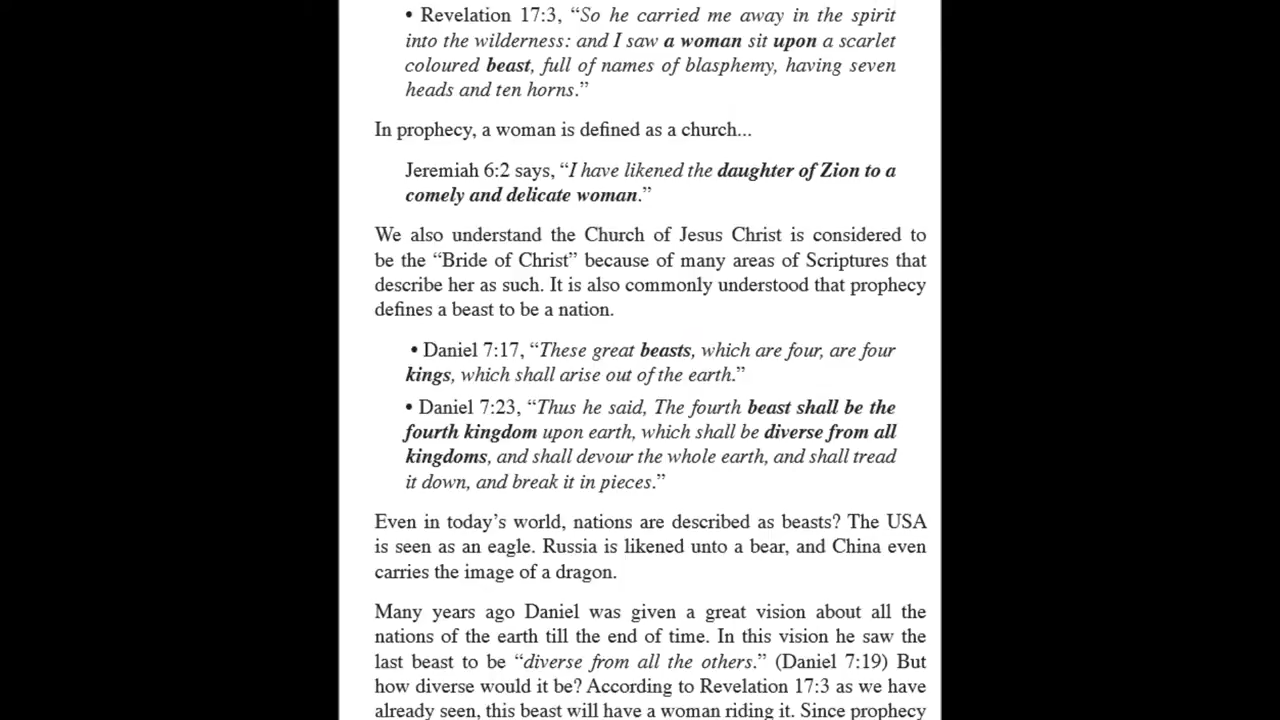 • Revelation 17:3, “So he carried me away in the spirit
into the wilderness: and I saw a woman sit upon a scarlet
coloured beast, full of names of blasphemy, having seven
heads and ten horns.”
In prophecy, a woman is defined as a church...
Jeremiah 6:2 says, “I have likened the daughter of Zion to a
comely and delicate woman.”
We also understand the Church of Jesus Christ is considered to
be the “Bride of Christ” because of many areas of Scriptures that
describe her as such. It is also commonly understood that prophecy
defines a beast to be a nation.
• Daniel 7:17, “These great beasts, which are four, are four
kings, which shall arise out of the earth.”
• Daniel 7:23, “Thus he said, The fourth beast shall be the
fourth kingdom upon earth, which shall be diverse from all
kingdoms, and shall devour the whole earth, and shall tread
it down, and break it in pieces.”
Even in today’s world, nations are described as beasts? The USA
is seen as an eagle. Russia is likened unto a bear, and China even
carries the image of a dragon.
Many years ago Daniel was given a great vision about all the
nations of the earth till the end of time. In this vision he saw the
last beast to be “diverse from all the others.” (Daniel 7:19) But
how diverse would it be? According to Revelation 17:3 as we have
already seen, this beast will have a woman riding it. Since prophecy